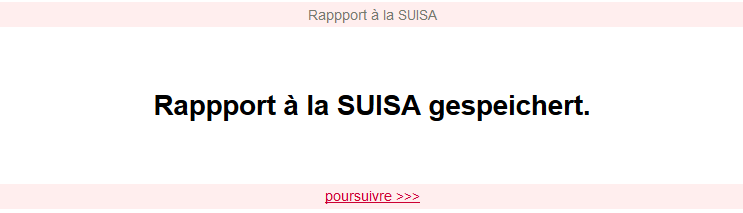 Rappport à la SUISA
Rappport à la SUISA gespeichert.
poursuivre >>>